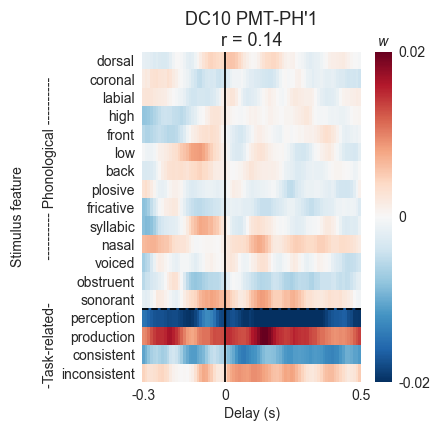 DC10 PMT-PH'1
r = 0.14
w
dorsal
coronal
labial
high
front
low
back
plosive
fricative
syllabic
nasal
voiced
obstruent
sonorant
perception
production
consistent
inconsistent
Stimulus feature
---------- Phonological ----------
-Task-related-
0.02
0
-0.02
-0.3
0
0.5
Delay (s)